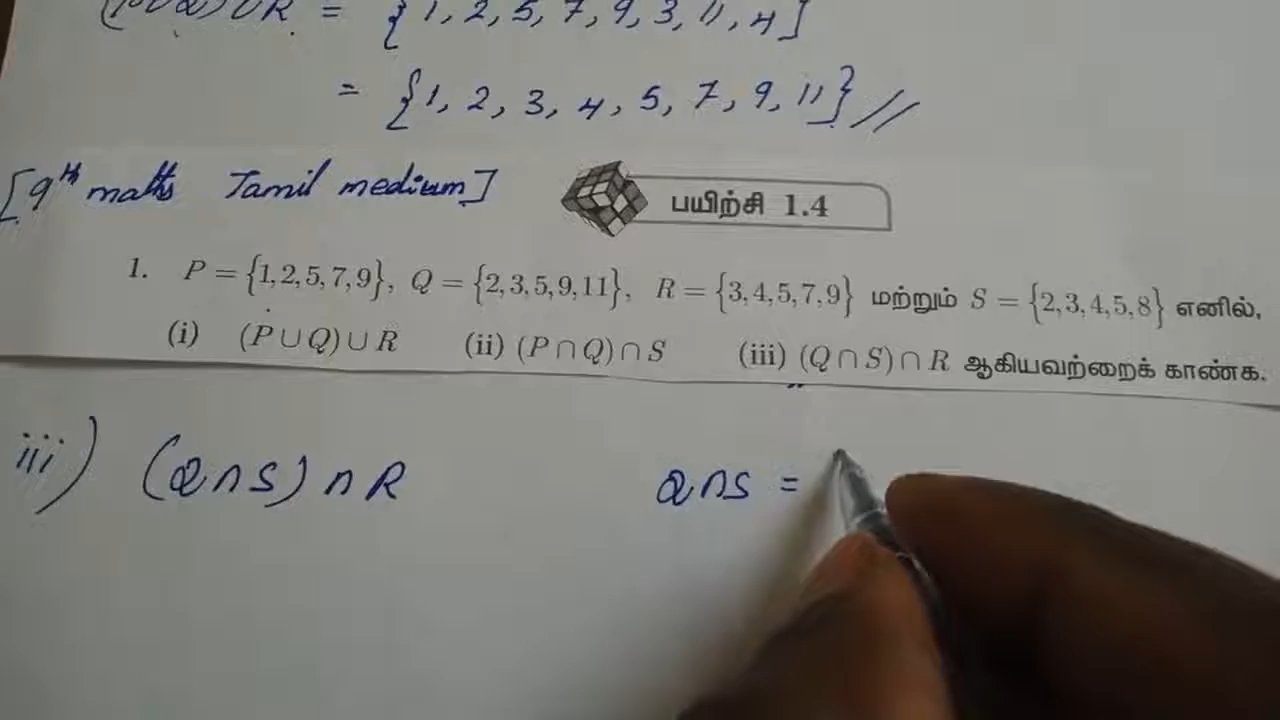 (P∪Q)∪R = {1, 2, 5, 7, 9, 3, 11, 4}
= {1, 2, 3, 4, 5, 7, 9, 11} //
[9th maths Tamil medium]
பயிற்சி 1.4
1. P = {1,2,5,7,9}, Q = {2,3,5,9,11}, R = {3,4,5,7,9} மற்றும் S = {2,3,4,5,8} எனில்,
(i) (P ∪ Q) ∪ R (ii) (P ∩ Q) ∩ S (iii) (Q ∩ S) ∩ R ஆகியவற்றைக் காண்க.
iii) (Q∩S)∩R Q∩S =